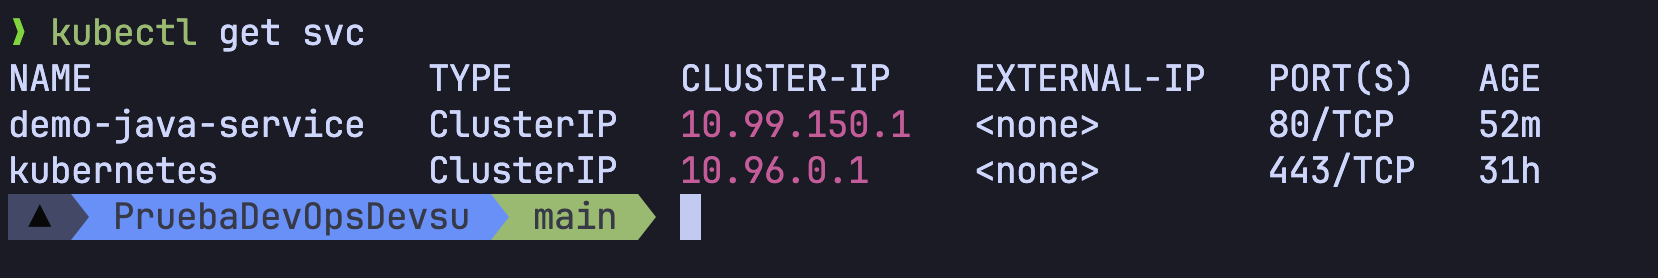 ❯ kubectl get svc
NAME TYPE CLUSTER-IP EXTERNAL-IP PORT(S) AGE
demo-java-service ClusterIP 10.99.150.1 <none> 80/TCP 52m
kubernetes ClusterIP 10.96.0.1 <none> 443/TCP 31h
▲ PruebaDevOpsDevsu main